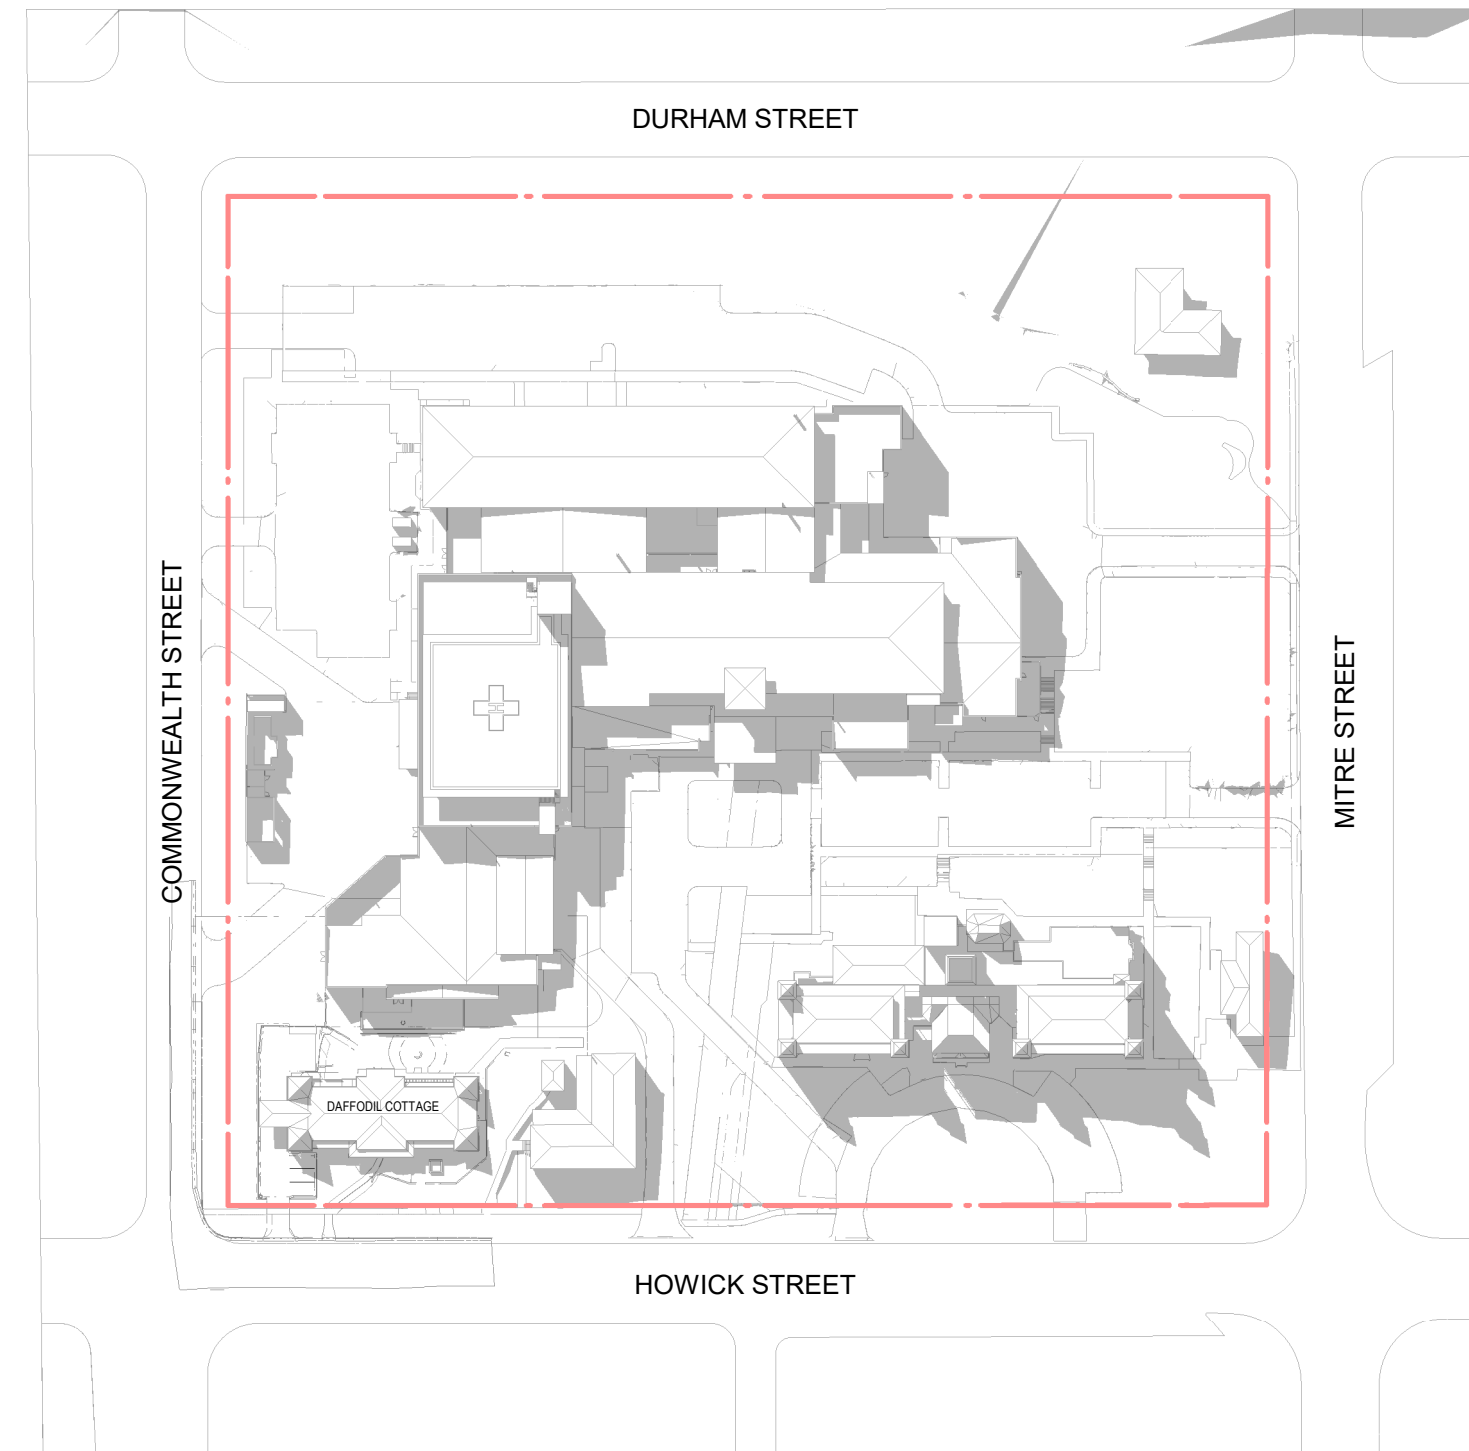 DURHAM STREET
COMMONWEALTH STREET
MITRE STREET
H
DAFFODIL COTTAGE
HOWICK STREET